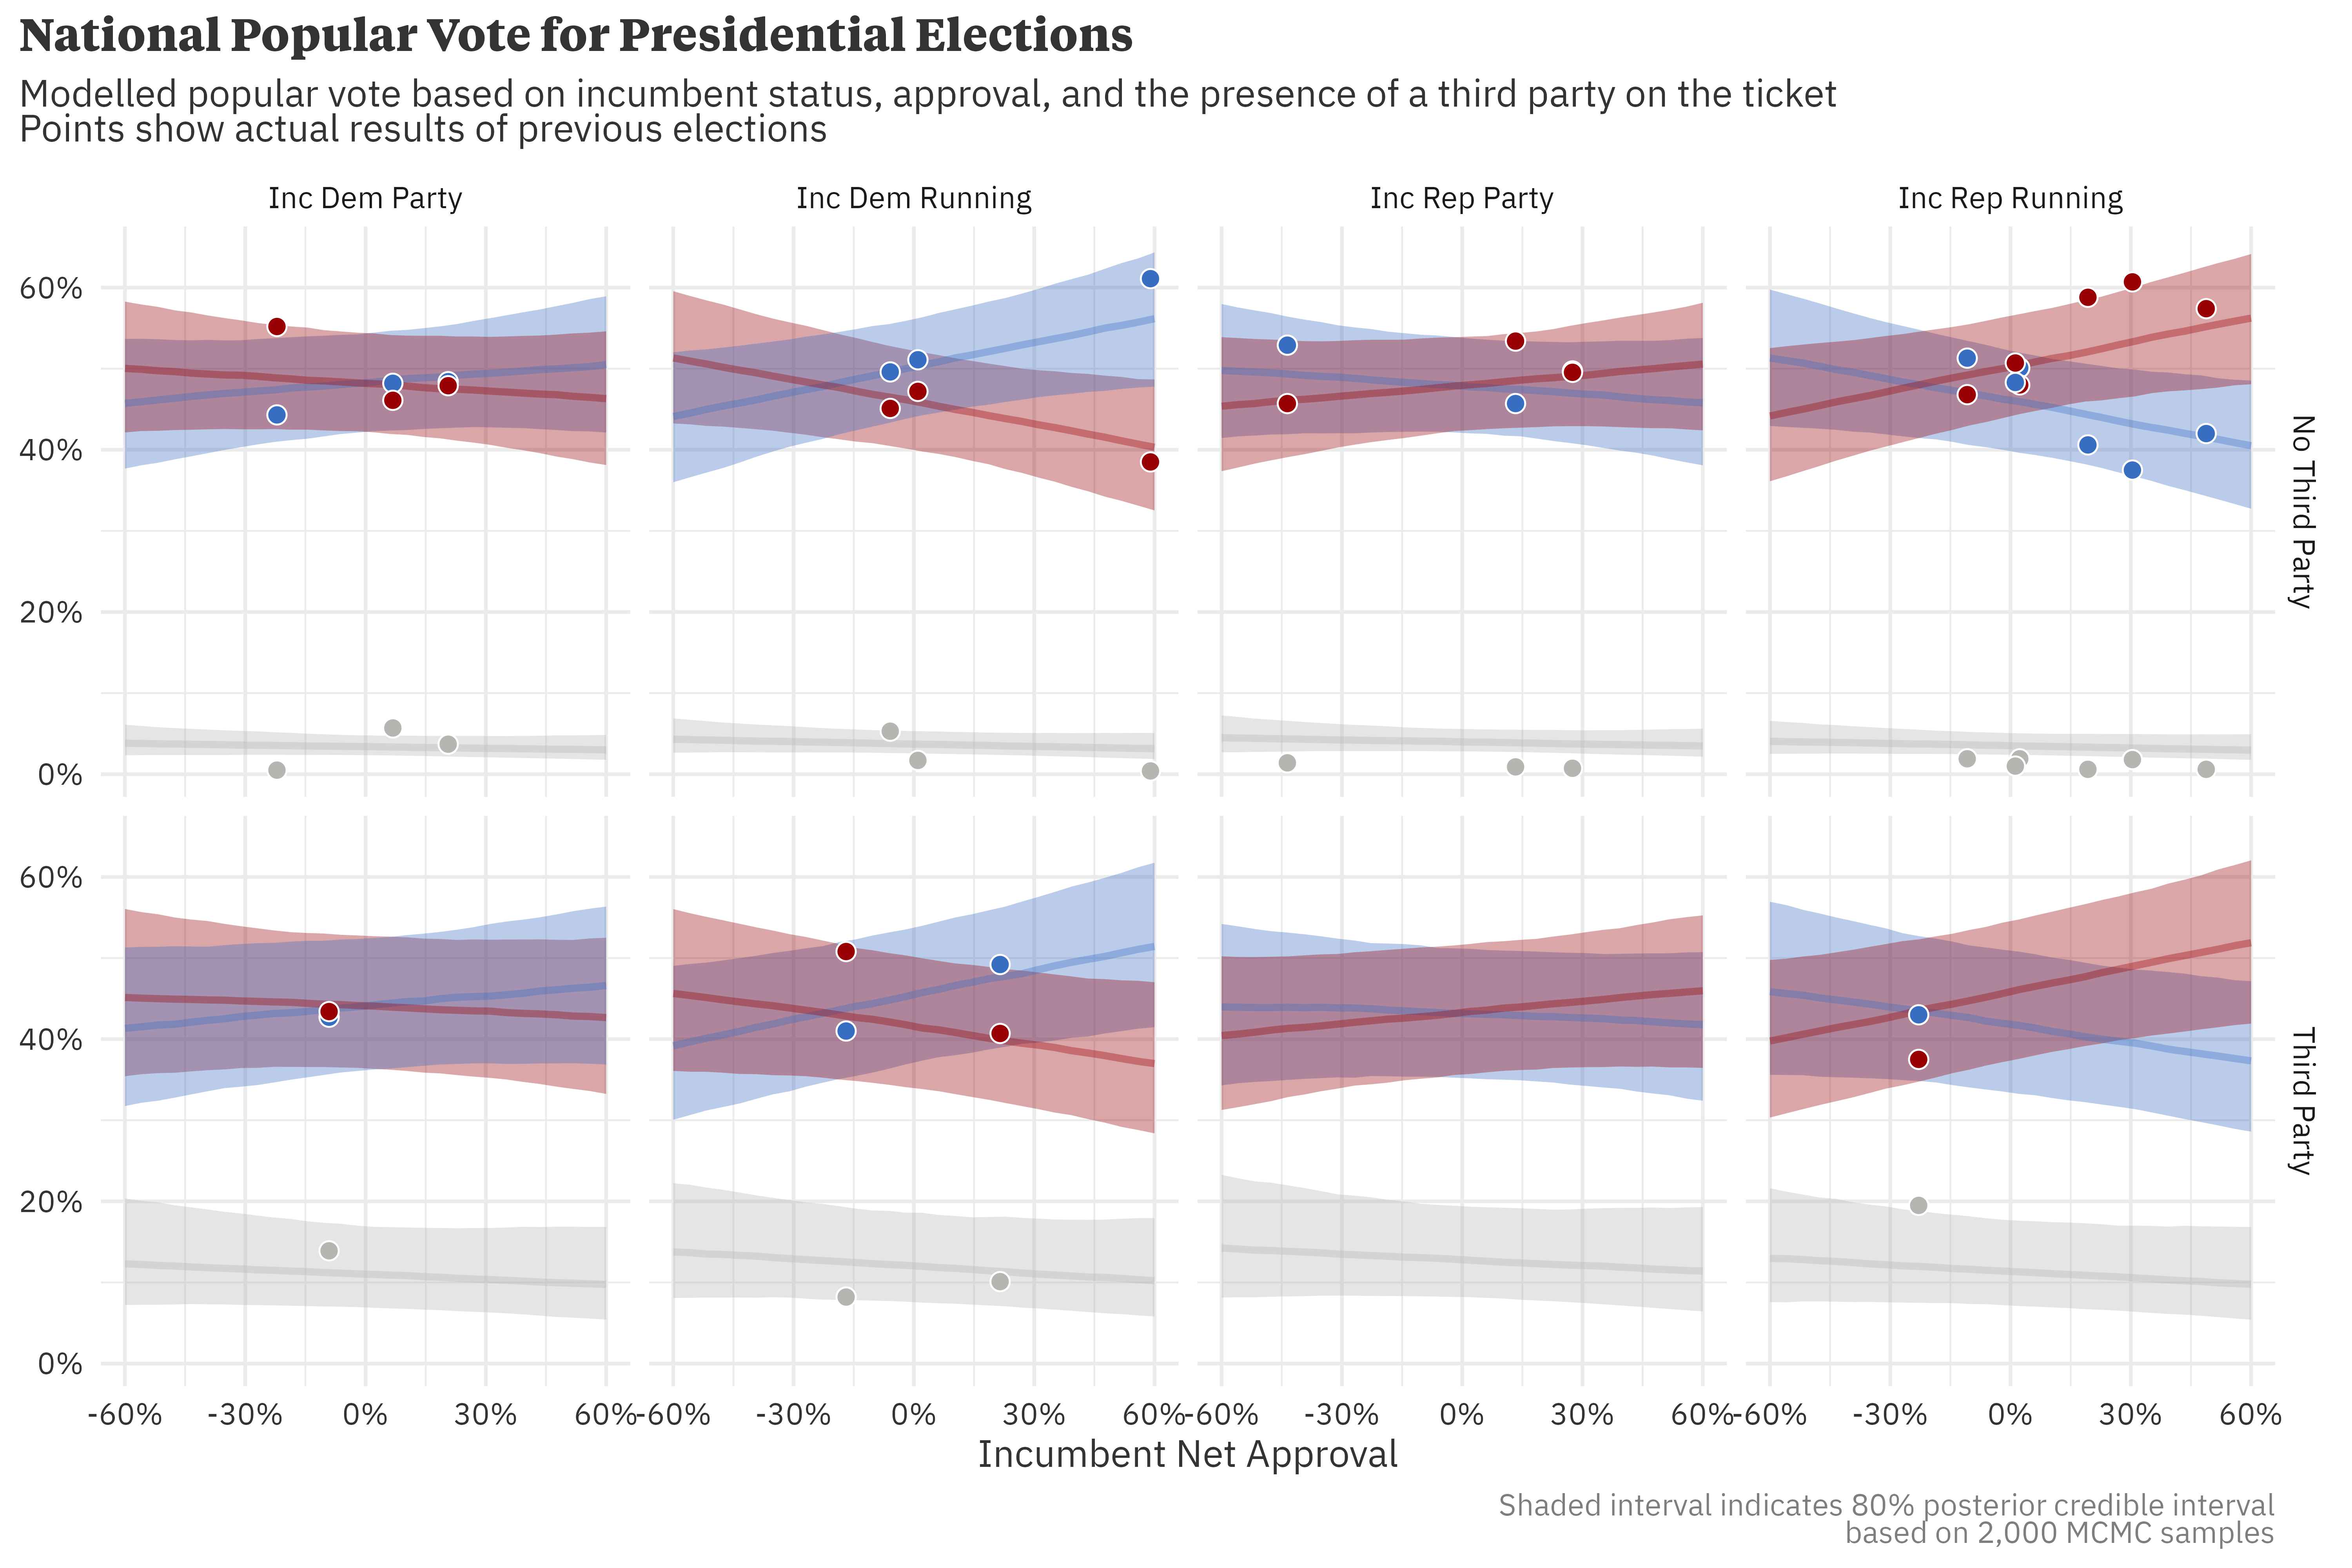 National Popular Vote for Presidential Elections
Modelled popular vote based on incumbent status, approval, and the presence of a third party on the ticket
Points show actual results of previous elections
Inc Dem Party Inc Dem Running Inc Rep Party Inc Rep Running
60%
40%
20%
0%
No Third Party
60%
40%
20%
0%
Third Party
-60% -30% 0% 30% 60% -60% -30% 0% 30% 60% -60% -30% 0% 30% 60% -60% -30% 0% 30% 60%
Incumbent Net Approval
Shaded interval indicates 80% posterior credible interval
based on 2,000 MCMC samples